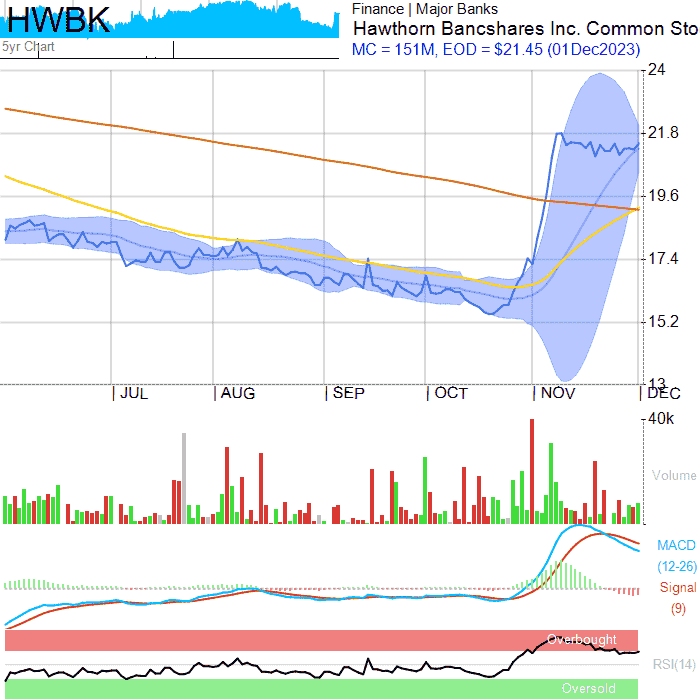 HWBK
Finance | Major Banks
Hawthorn Bancshares Inc. Common Sto
5yr Chart
MC = 151M, EOD = $21.45 (01Dec2023)
24
21.8
19.6
17.4
15.2
13
JUL AUG SEP OCT NOV DEC
40k
Volume
MACD
(12-26)
Signal
(9)
Overbought
RSI(14)
Oversold